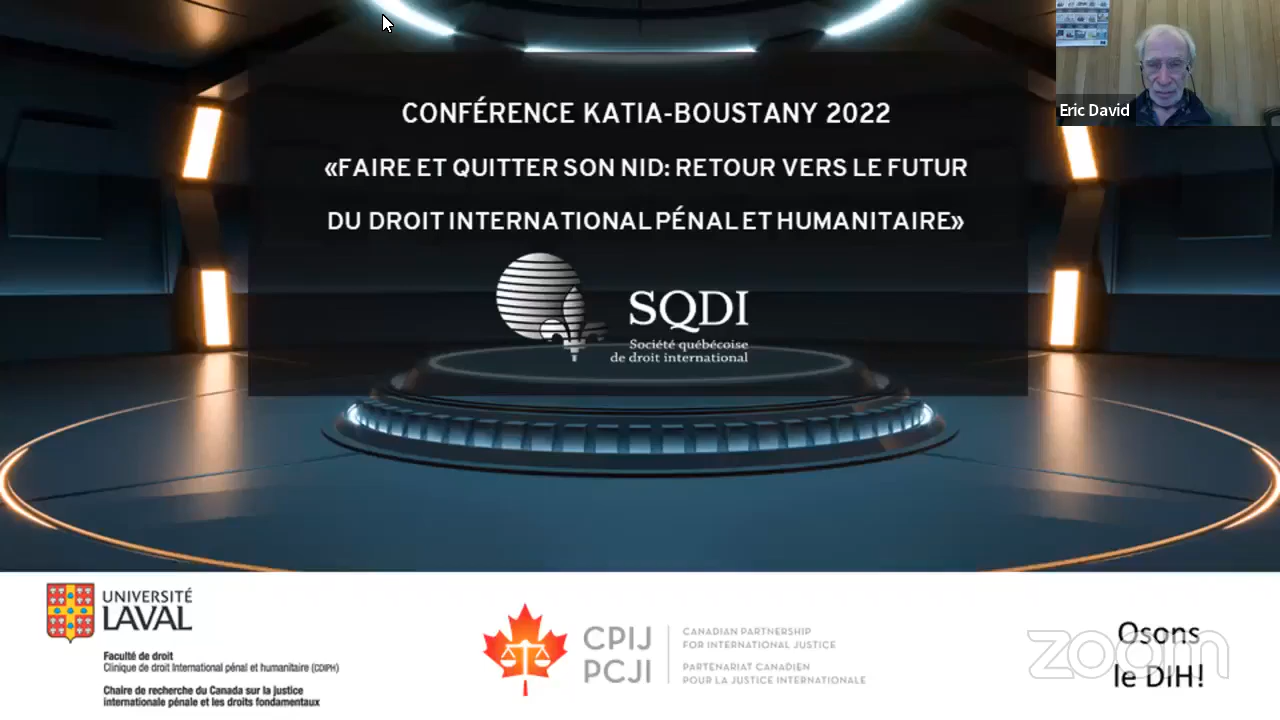 Eric David
CONFÉRENCE KATIA-BOUSTANY 2022
«FAIRE ET QUITTER SON NID: RETOUR VERS LE FUTUR
DU DROIT INTERNATIONAL PÉNAL ET HUMANITAIRE»
SQDI
Société québécoise
de droit international
UNIVERSITÉ
LAVAL
Faculté de droit
Clinique de droit international pénal et humanitaire (CDIPH)
Chaire de recherche du Canada sur la justice
internationale pénale et les droits fondamentaux
CPIJ
PCJI
CANADIAN PARTNERSHIP
FOR INTERNATIONAL JUSTICE
PARTENARIAT CANADIEN
POUR LA JUSTICE INTERNATIONALE
Osons
le DIH!
zoom